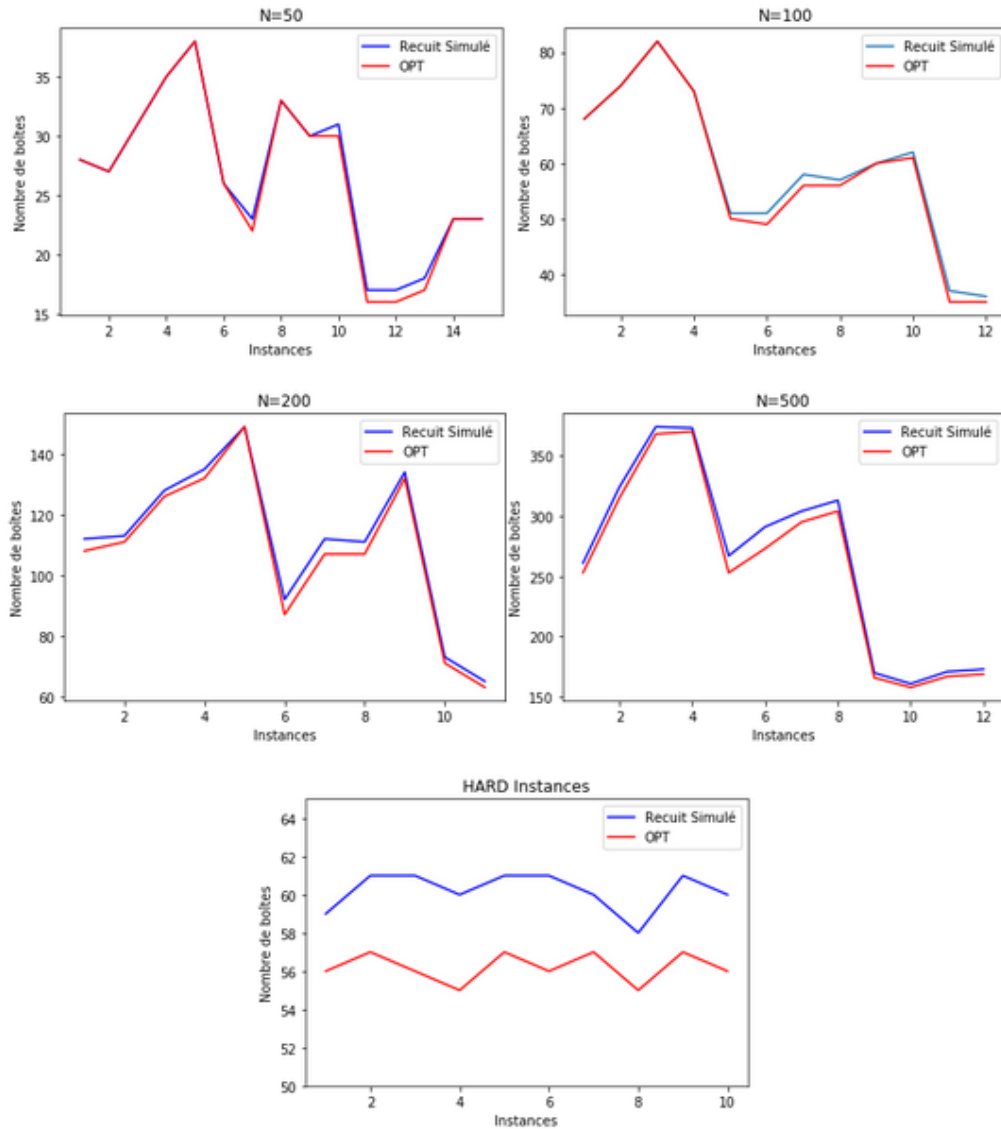 N=50
Recuit Simulé
OPT
Nombre de boîtes
35
30
25
20
15
2 4 6 8 10 12 14
Instances
N=100
Recuit Simulé
OPT
Nombre de boîtes
80
70
60
50
40
2 4 6 8 10 12
Instances
N=200
Recuit Simulé
OPT
Nombre de boîtes
140
120
100
80
60
2 4 6 8 10
Instances
N=500
Recuit Simulé
OPT
Nombre de boîtes
350
300
250
200
150
2 4 6 8 10 12
Instances
HARD Instances
Recuit Simulé
OPT
Nombre de boîtes
64
62
60
58
56
54
52
50
2 4 6 8 10
Instances